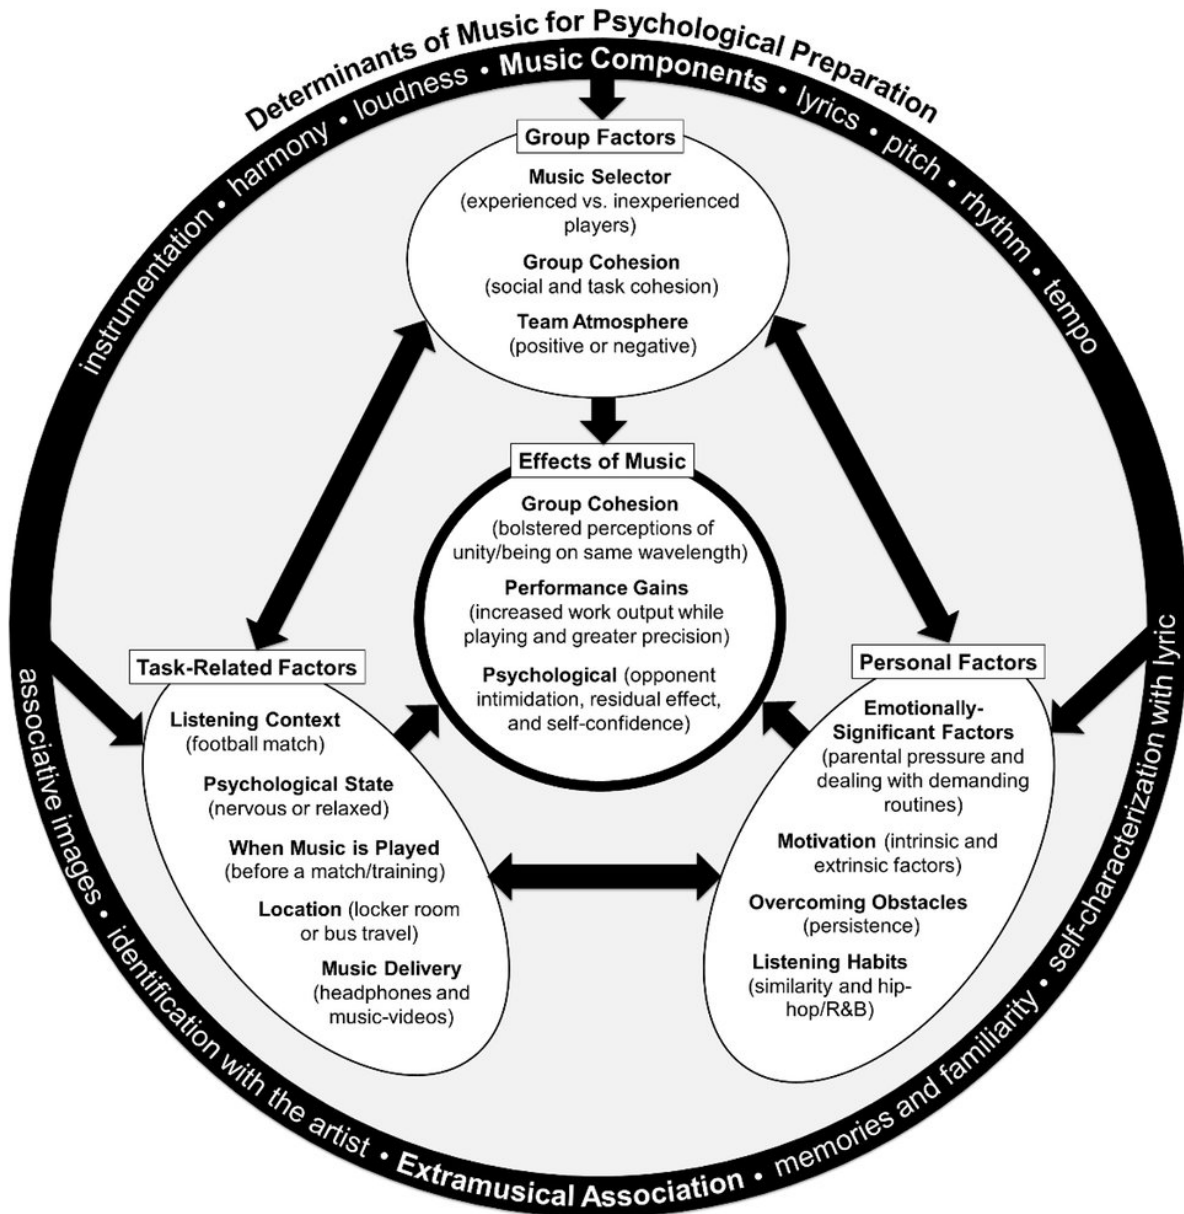 Determinants of Music for Psychological Preparation
instrumentation • harmony • loudness • Music Components • lyrics • pitch • rhythm • tempo
Group Factors
Music Selector
(experienced vs. inexperienced
players)
Group Cohesion
(social and task cohesion)
Team Atmosphere
(positive or negative)
Effects of Music
Group Cohesion
(bolstered perceptions of
unity/being on same wavelength)
Performance Gains
(increased work output while
playing and greater precision)
Psychological (opponent
intimidation, residual effect,
and self-confidence)
Task-Related Factors
Listening Context
(football match)
Psychological State
(nervous or relaxed)
When Music is Played
(before a match/training)
Location (locker room
or bus travel)
Music Delivery
(headphones and
music-videos)
Personal Factors
Emotionally-
Significant Factors
(parental pressure and
dealing with demanding
routines)
Motivation (intrinsic and
extrinsic factors)
Overcoming Obstacles
(persistence)
Listening Habits
(similarity and hip-
hop/R&B)
associative images • identification with the artist • Extramusical Association • memories and familiarity • self-characterization with lyric